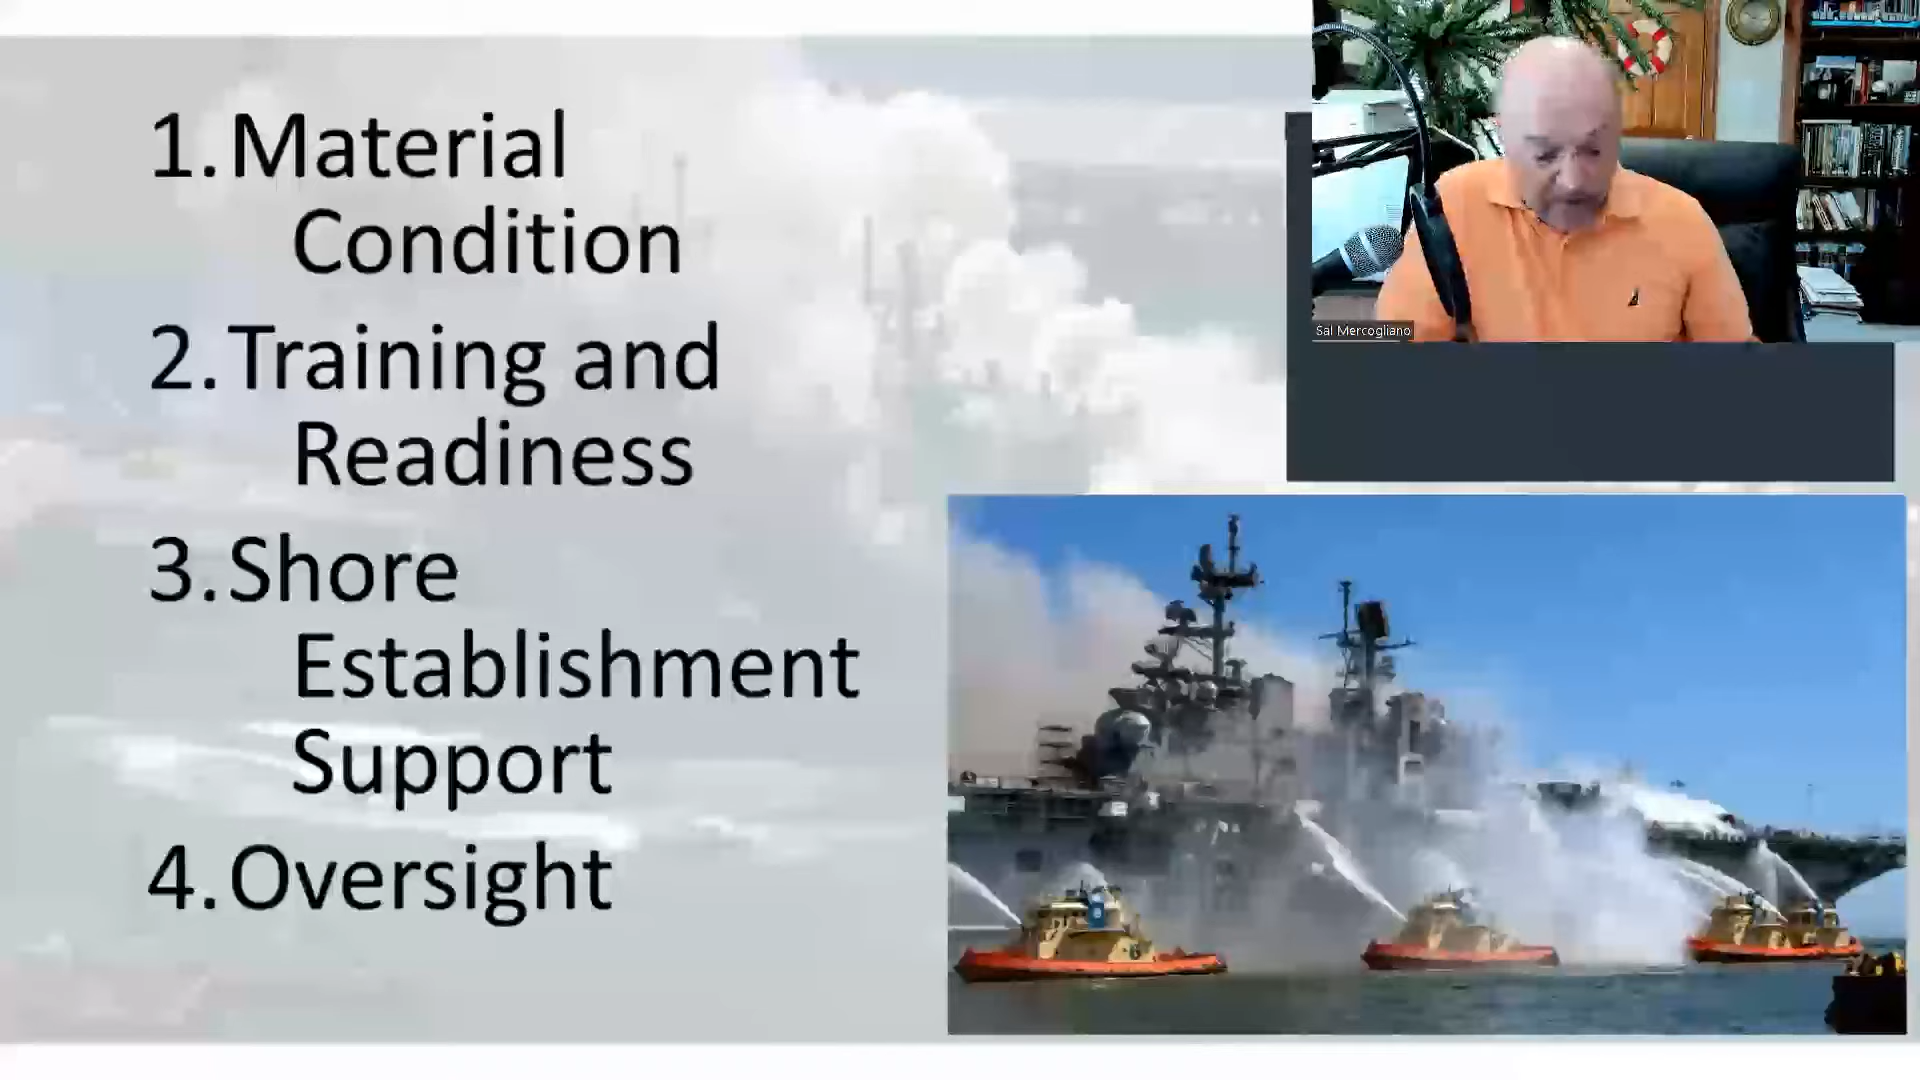 1. Material
Condition
2. Training and
Readiness
3. Shore
Establishment
Support
4. Oversight
Sal Mercogliano